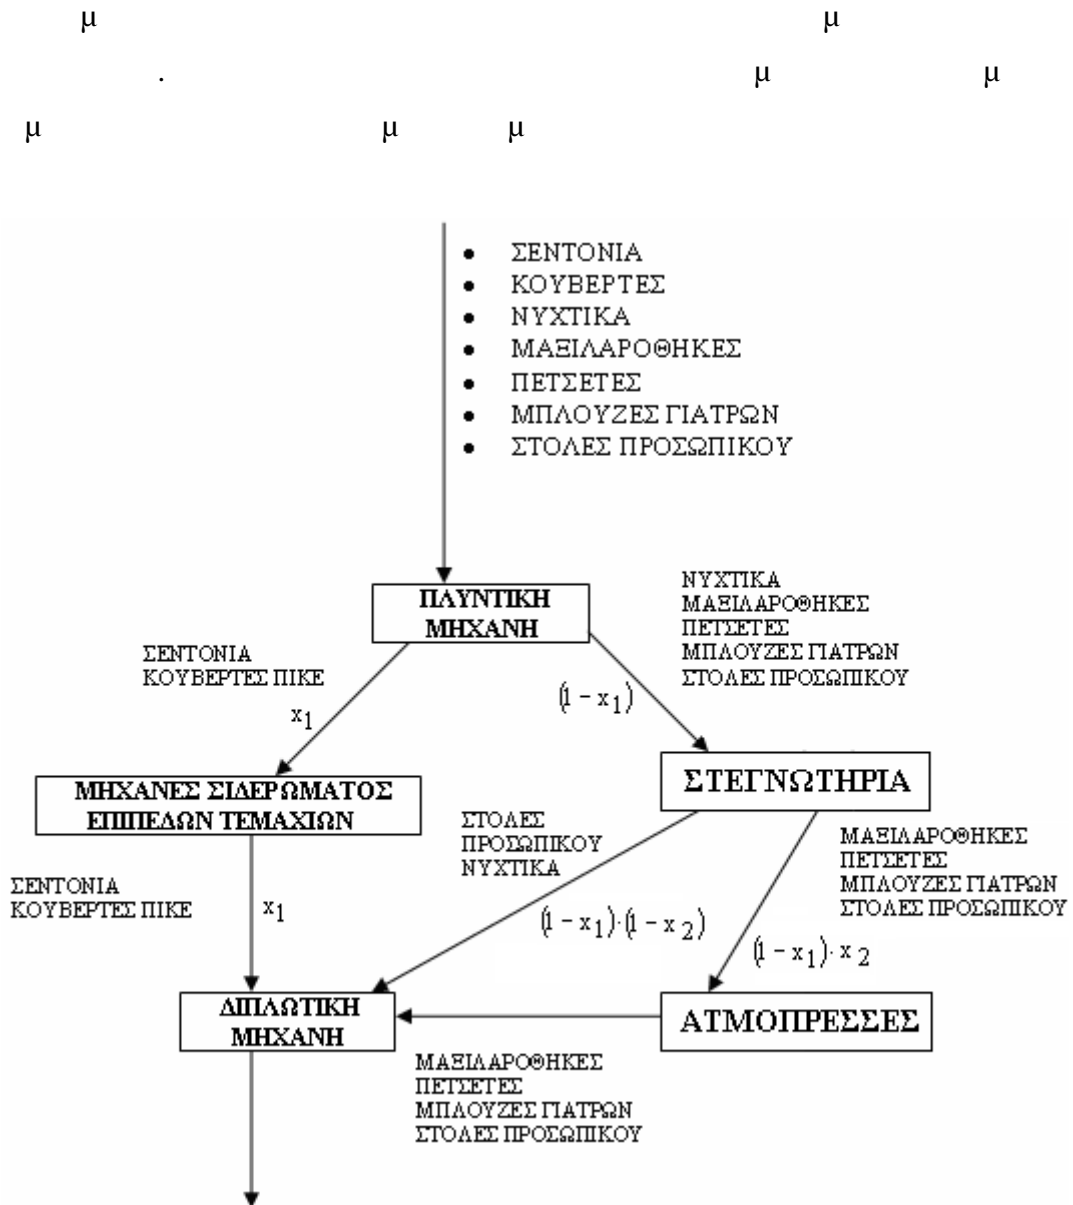 μ μ
. μ μ
μ μ μ
• ΣΕΝΤΟΝΙΑ
• ΚΟΥΒΕΡΤΕΣ
• ΝΥΧΤΙΚΑ
• ΜΑΞΙΛΑΡΟΘΗΚΕΣ
• ΠΕΤΣΕΤΕΣ
• ΜΠΛΟΥΖΕΣ ΓΙΑΤΡΩΝ
• ΣΤΟΛΕΣ ΠΡΟΣΩΠΙΚΟΥ
ΠΛΥΝΤΙΚΗ
ΜΗΧΑΝΗ
ΣΕΝΤΟΝΙΑ
ΚΟΥΒΕΡΤΕΣ ΠΙΚΕ
x1
(1 - x1)
ΝΥΧΤΙΚΑ
ΜΑΞΙΛΑΡΟΘΗΚΕΣ
ΠΕΤΣΕΤΕΣ
ΜΠΛΟΥΖΕΣ ΓΙΑΤΡΩΝ
ΣΤΟΛΕΣ ΠΡΟΣΩΠΙΚΟΥ
ΜΗΧΑΝΕΣ ΣΙΔΕΡΩΜΑΤΟΣ
ΕΠΙΠΕΔΩΝ ΤΕΜΑΧΙΩΝ
ΣΤΕΓΝΩΤΗΡΙΑ
ΣΕΝΤΟΝΙΑ
ΚΟΥΒΕΡΤΕΣ ΠΙΚΕ
x1
ΣΤΟΛΕΣ
ΠΡΟΣΩΠΙΚΟΥ
ΝΥΧΤΙΚΑ
(1 - x1)·(1 - x2)
ΜΑΞΙΛΑΡΟΘΗΚΕΣ
ΠΕΤΣΕΤΕΣ
ΜΠΛΟΥΖΕΣ ΓΙΑΤΡΩΝ
ΣΤΟΛΕΣ ΠΡΟΣΩΠΙΚΟΥ
(1 - x1)· x2
ΔΙΠΛΩΤΙΚΗ
ΜΗΧΑΝΗ
ΑΤΜΟΠΡΕΣΣΕΣ
ΜΑΞΙΛΑΡΟΘΗΚΕΣ
ΠΕΤΣΕΤΕΣ
ΜΠΛΟΥΖΕΣ ΓΙΑΤΡΩΝ
ΣΤΟΛΕΣ ΠΡΟΣΩΠΙΚΟΥ